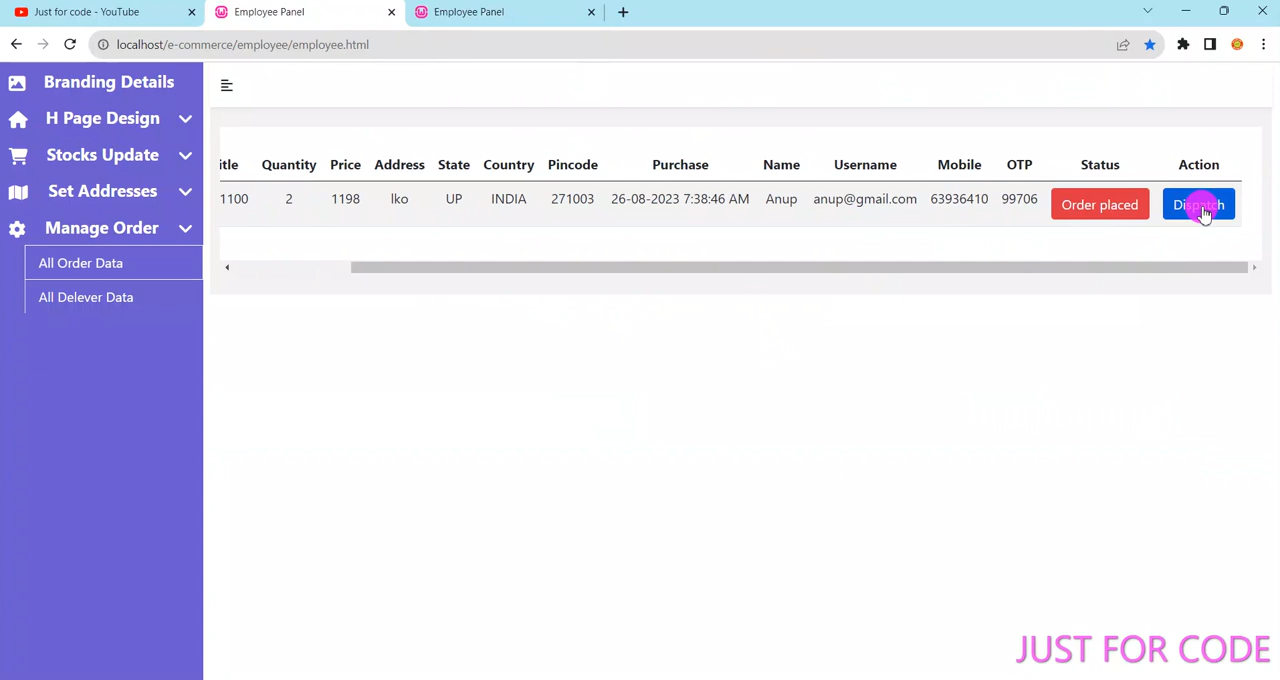 Just for code - YouTube
Employee Panel
Employee Panel
localhost/e-commerce/employee/employee.html
Branding Details
H Page Design
Stocks Update
Set Addresses
Manage Order
All Order Data
All Delever Data
itle Quantity Price Address State Country Pincode Purchase Name Username Mobile OTP Status Action
1100 2 1198 lko UP INDIA 271003 26-08-2023 7:38:46 AM Anup anup@gmail.com 63936410 99706 Order placed Dispatch
JUST FOR CODE